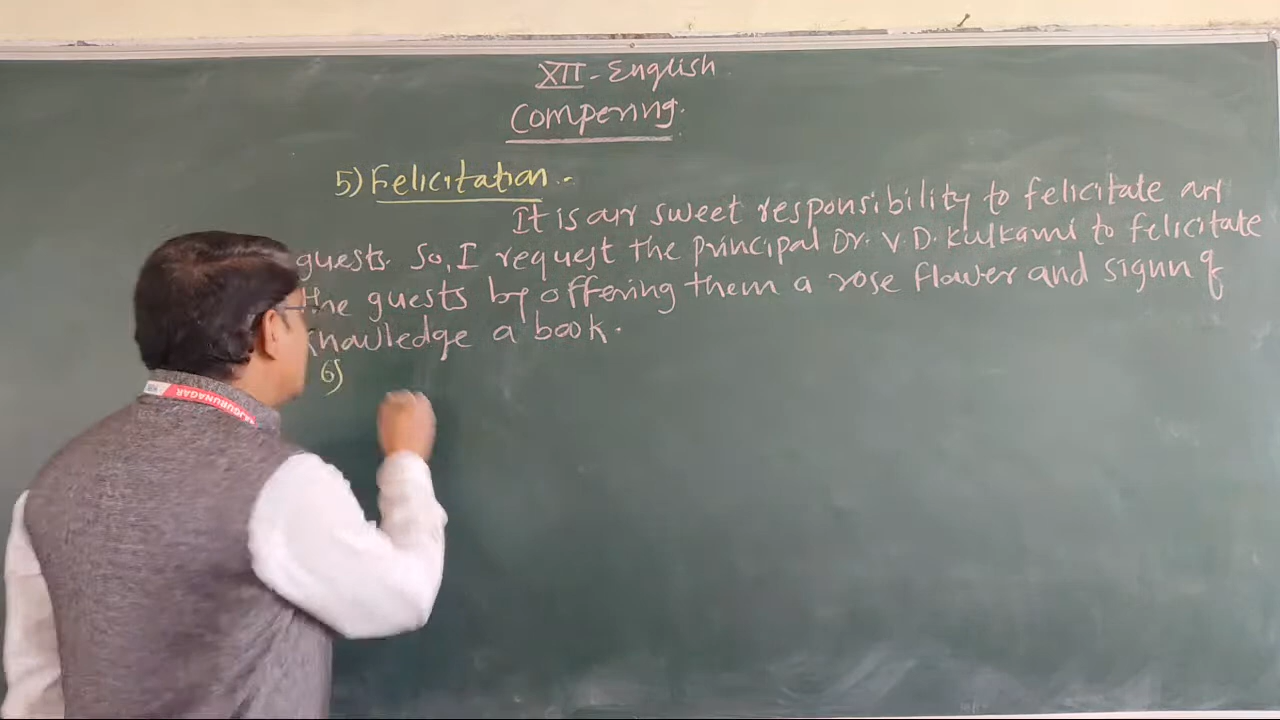 XII - English
Compering.
5) Felicitation :-
It is our sweet responsibility to felicitate our
guests. So, I request the principal Dr. V.D. Kulkarni to felicitate
the guests by offering them a rose flower and sign of
knowledge a book.
6)
AJGURUNAGAR